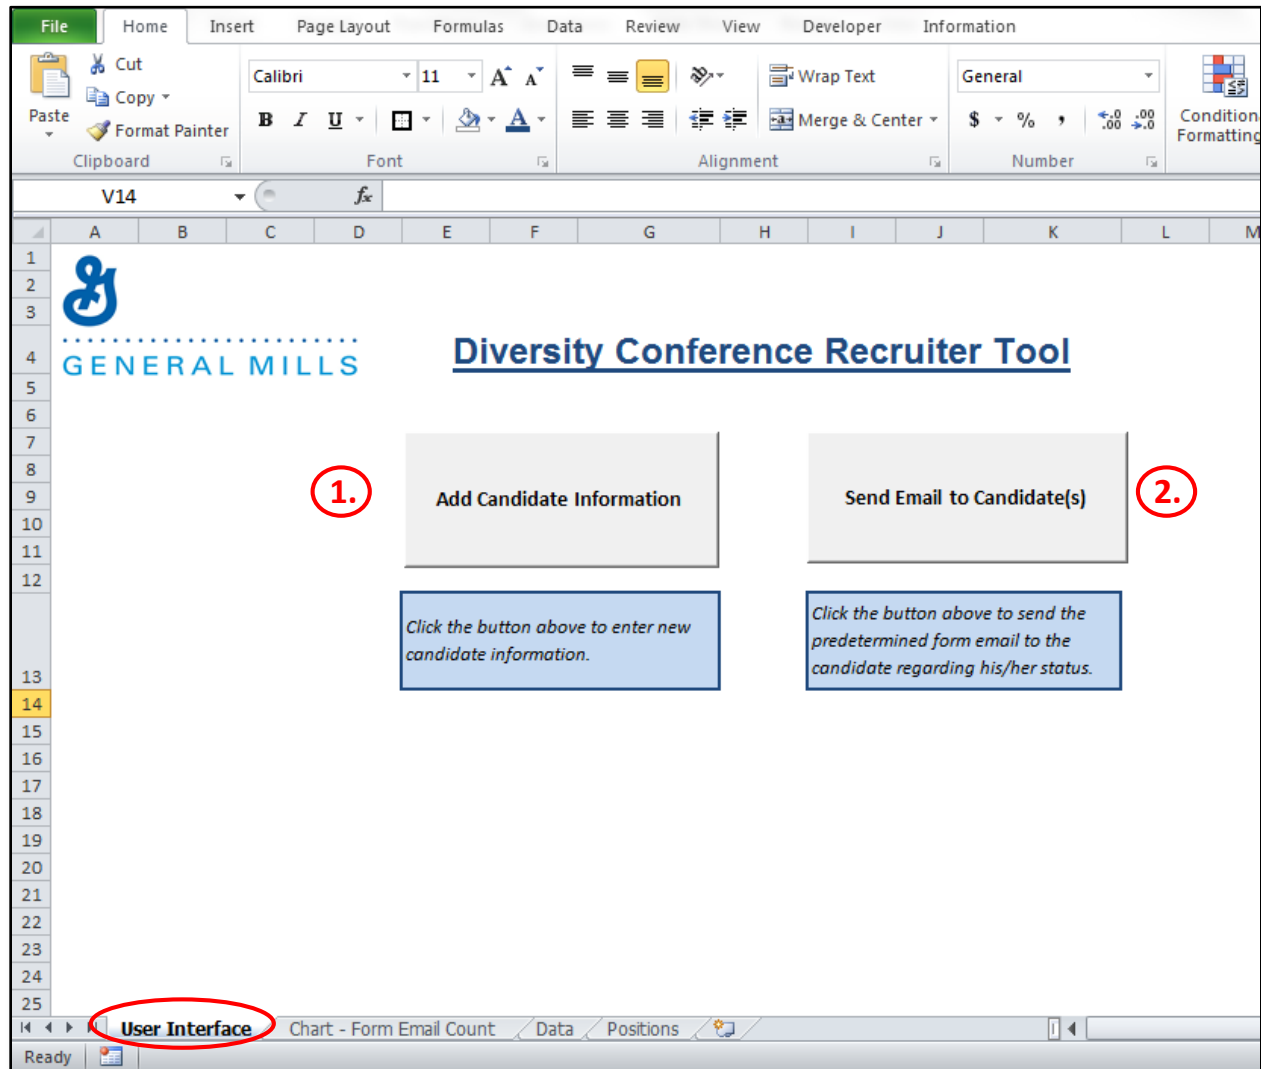 File Home Insert Page Layout Formulas Data Review View Developer Information
Cut
Copy
Format Painter
Paste
Calibri 11 A A
B I U A
Wrap Text
Merge & Center
General
$ % , .0 .00 .00 .0
Condition
Formatting
Clipboard Font Alignment Number
V14 fx
A B C D E F G H I J K L M
1
2
3
4
5
6
7
8
9
10
11
12
13
14
15
16
17
18
19
20
21
22
23
24
25
G
GENERAL MILLS
Diversity Conference Recruiter Tool
1.
Add Candidate Information
Send Email to Candidate(s)
2.
Click the button above to enter new
candidate information.
Click the button above to send the
predetermined form email to the
candidate regarding his/her status.
User Interface Chart - Form Email Count Data Positions
Ready